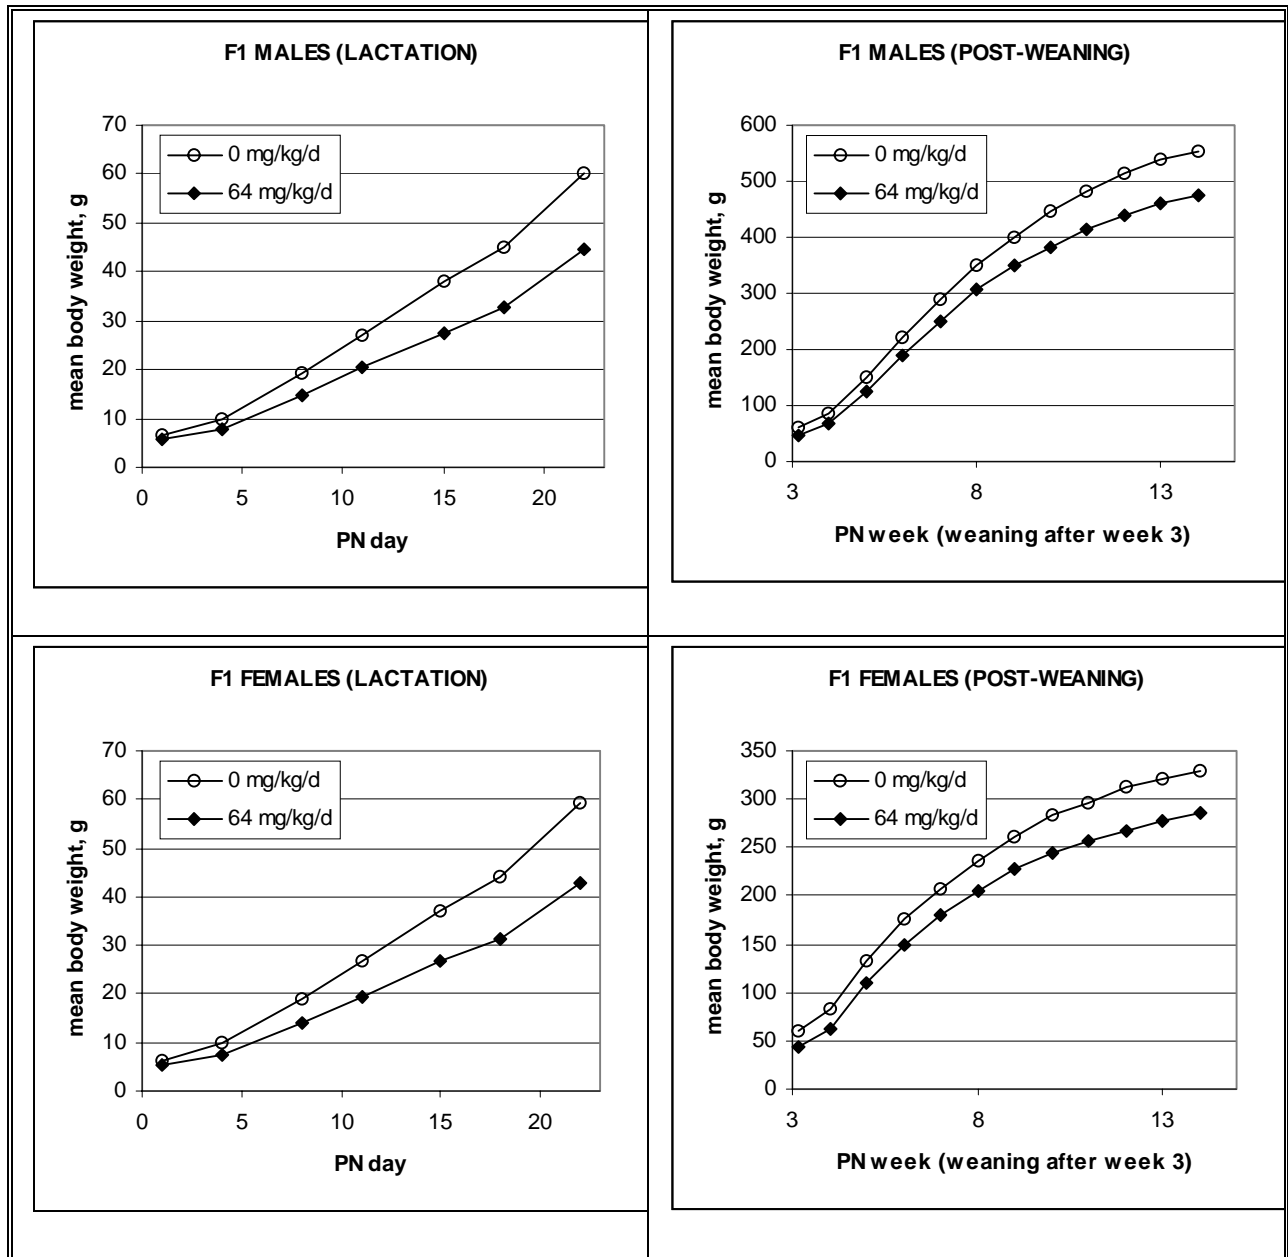 F1 MALES (LACTATION)
70
60
50
40
30
20
10
0
mean body weight, g
0 mg/kg/d
64 mg/kg/d
0 5 10 15 20
PN day
F1 MALES (POST-WEANING)
600
500
400
300
200
100
0
mean body weight, g
0 mg/kg/d
64 mg/kg/d
3 8 13
PN week (weaning after week 3)
F1 FEMALES (LACTATION)
70
60
50
40
30
20
10
0
mean body weight, g
0 mg/kg/d
64 mg/kg/d
0 5 10 15 20
PN day
F1 FEMALES (POST-WEANING)
350
300
250
200
150
100
50
0
mean body weight, g
0 mg/kg/d
64 mg/kg/d
3 8 13
PN week (weaning after week 3)